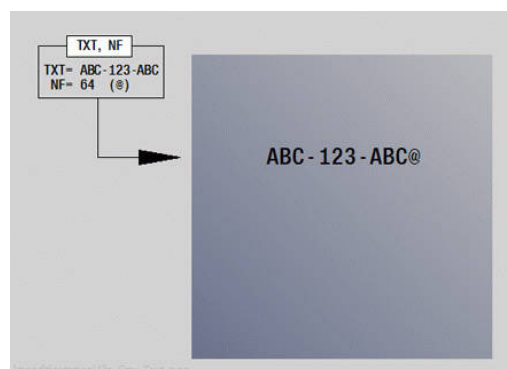 TXT, NF
TXT= ABC-123-ABC
NF= 64 (@)
ABC-123-ABC@